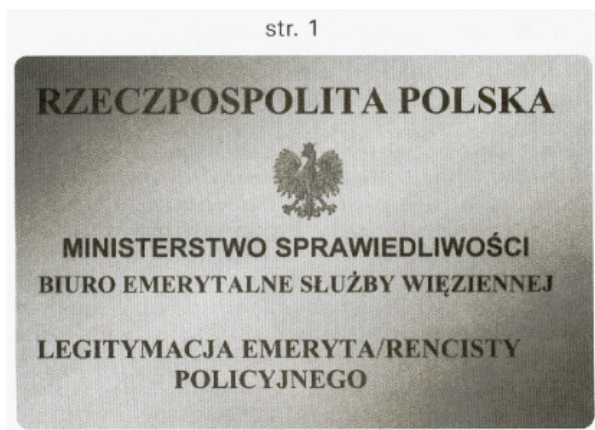 str. 1
RZECZPOSPOLITA POLSKA
MINISTERSTWO SPRAWIEDLIWOŚCI
BIURO EMERYTALNE SŁUŻBY WIĘZIENNEJ
LEGITYMACJA EMERYTA/RENCISTY
POLICYJNEGO